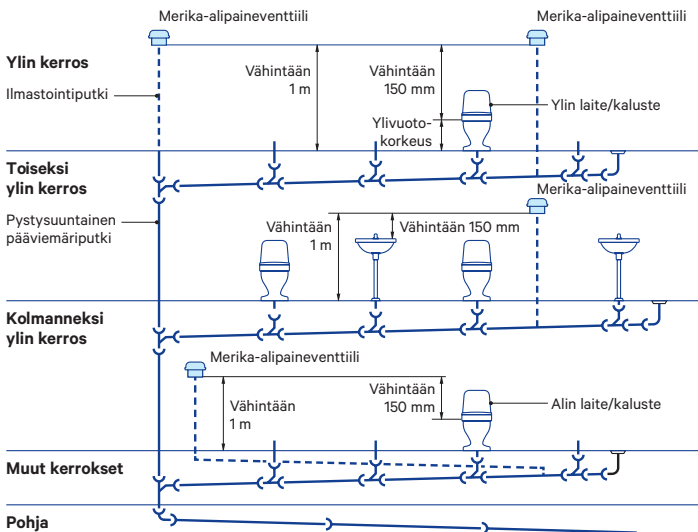 Merika-alipaineventtiili
Merika-alipaineventtiili
Ylin kerros
Vähintään
1 m
Vähintään
150 mm
Ilmastointiputki
Ylin laite/kaluste
Ylivuoto-
korkeus
Toiseksi
ylin kerros
Merika-alipaineventtiili
Pystysuuntainen
pääviemäriputki
Vähintään
1 m
Vähintään 150 mm
Kolmanneksi
ylin kerros
Merika-alipaineventtiili
Vähintään
1 m
Vähintään
150 mm
Alin laite/kaluste
Muut kerrokset
Pohja